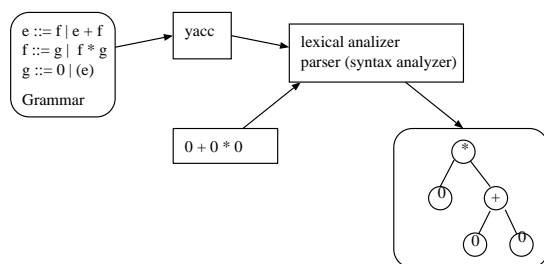 e ::= f | e + f
f ::= g | f * g
g ::= 0 | (e)
Grammar
yacc
lexical analizer
parser (syntax analyzer)
0 + 0 * 0
*
0
+
0
0